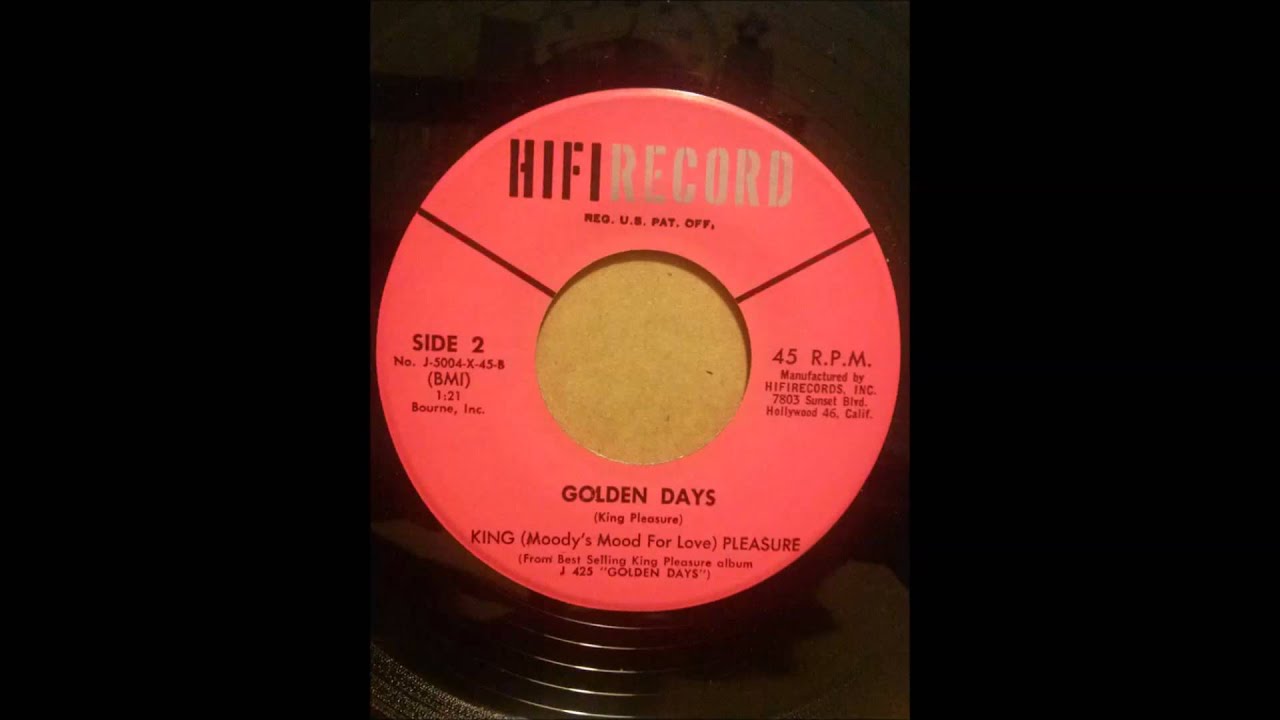 HIFIRECORD
REG. U.S. PAT. OFF.
SIDE 2
No. J-5004-X-45-B
(BMI)
1:21
Bourne, Inc.
45 R.P.M.
Manufactured by
HIFIRECORDS, INC.
7803 Sunset Blvd.
Hollywood 46, Calif.
GOLDEN DAYS
(King Pleasure)
KING (Moody's Mood For Love) PLEASURE
(From Best Selling King Pleasure album
J 425 "GOLDEN DAYS")